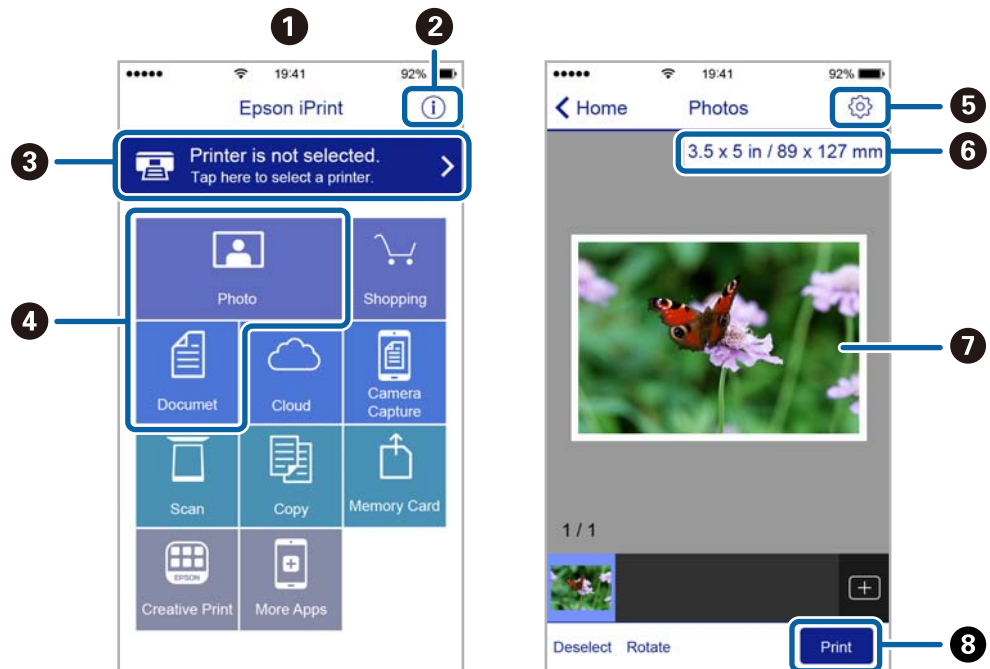 1
2
19:41
92%
Epson iPrint
i
3
Printer is not selected.
Tap here to select a printer.
4
Photo
Shopping
Documet
Cloud
Camera
Capture
Scan
Copy
Memory Card
EPSON
Creative Print
More Apps
19:41
92%
Home
Photos
5
3.5 x 5 in / 89 x 127 mm
6
7
1 / 1
Deselect
Rotate
Print
8